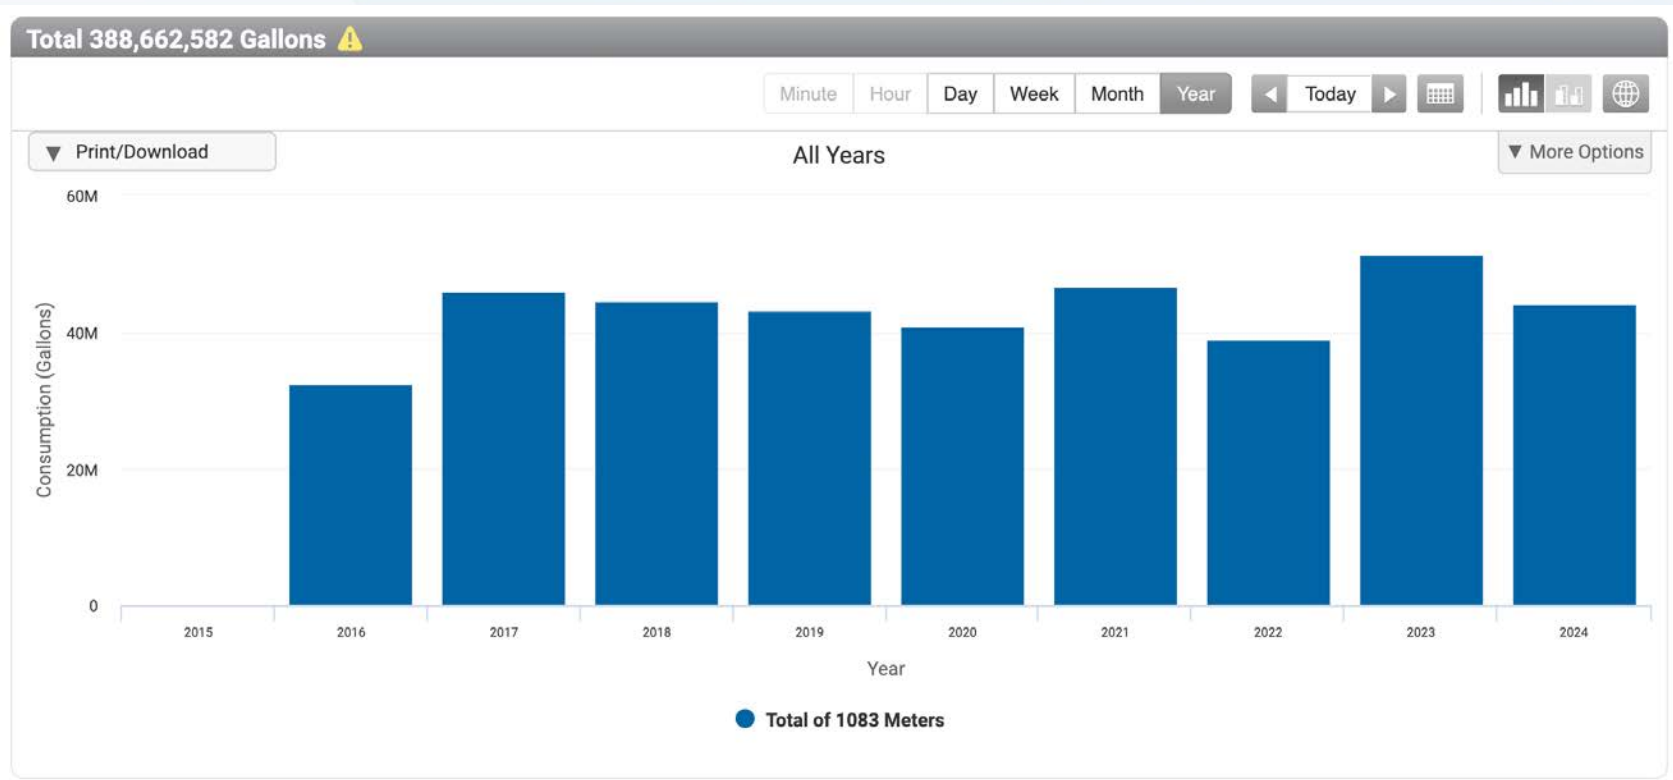 Total 388,662,582 Gallons
Minute Hour Day Week Month Year Today
Print/Download
All Years
More Options
60M
40M
20M
0
Consumption (Gallons)
2015 2016 2017 2018 2019 2020 2021 2022 2023 2024
Year
Total of 1083 Meters